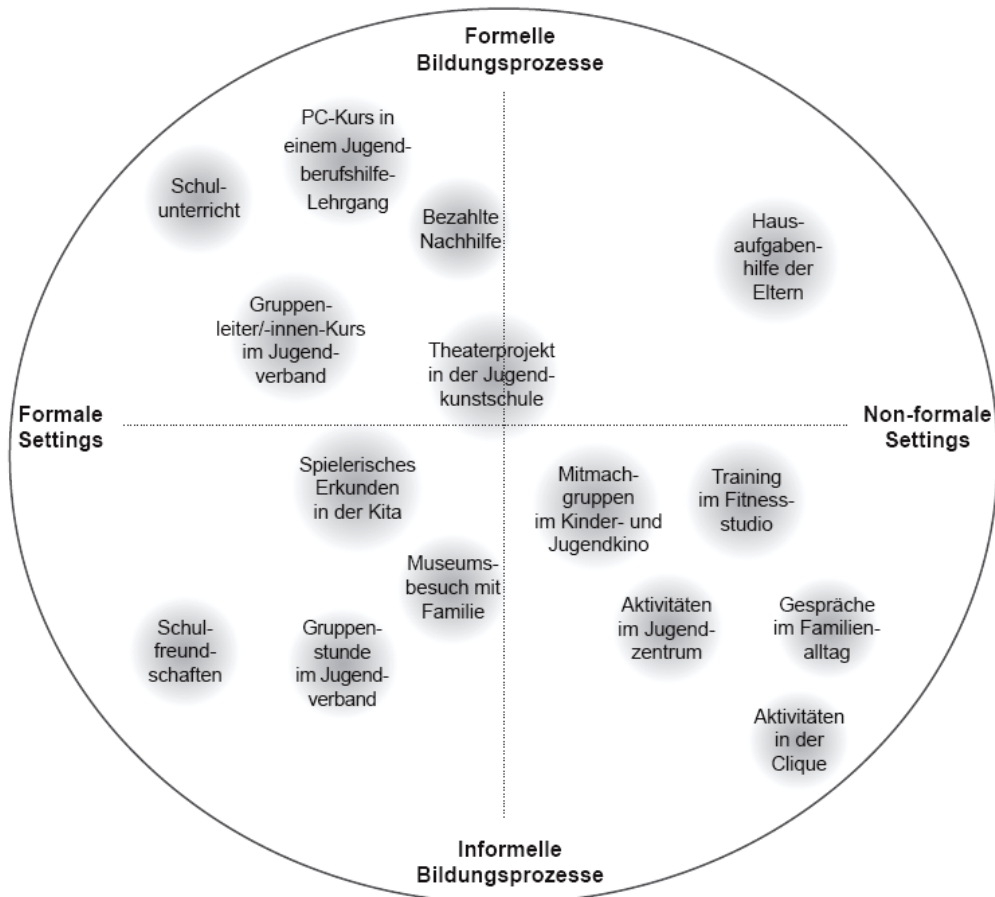 Formelle
Bildungsprozesse
PC-Kurs in
einem Jugend-
berufshilfe-
Lehrgang
Schul-
unterricht
Bezahlte
Nachhilfe
Haus-
aufgaben-
hilfe der
Eltern
Gruppen-
leiter/-innen-Kurs
im Jugend-
verband
Theaterprojekt
in der Jugend-
kunstschule
Formale
Settings
Non-formale
Settings
Spielerisches
Erkunden
in der Kita
Mitmach-
gruppen
im Kinder- und
Jugendkino
Training
im Fitness-
studio
Museums-
besuch mit
Familie
Schul-
freund-
schaften
Gruppen-
stunde
im Jugend-
verband
Aktivitäten
im Jugend-
zentrum
Gespräche
im Familien-
alltag
Aktivitäten
in der
Clique
Informelle
Bildungsprozesse